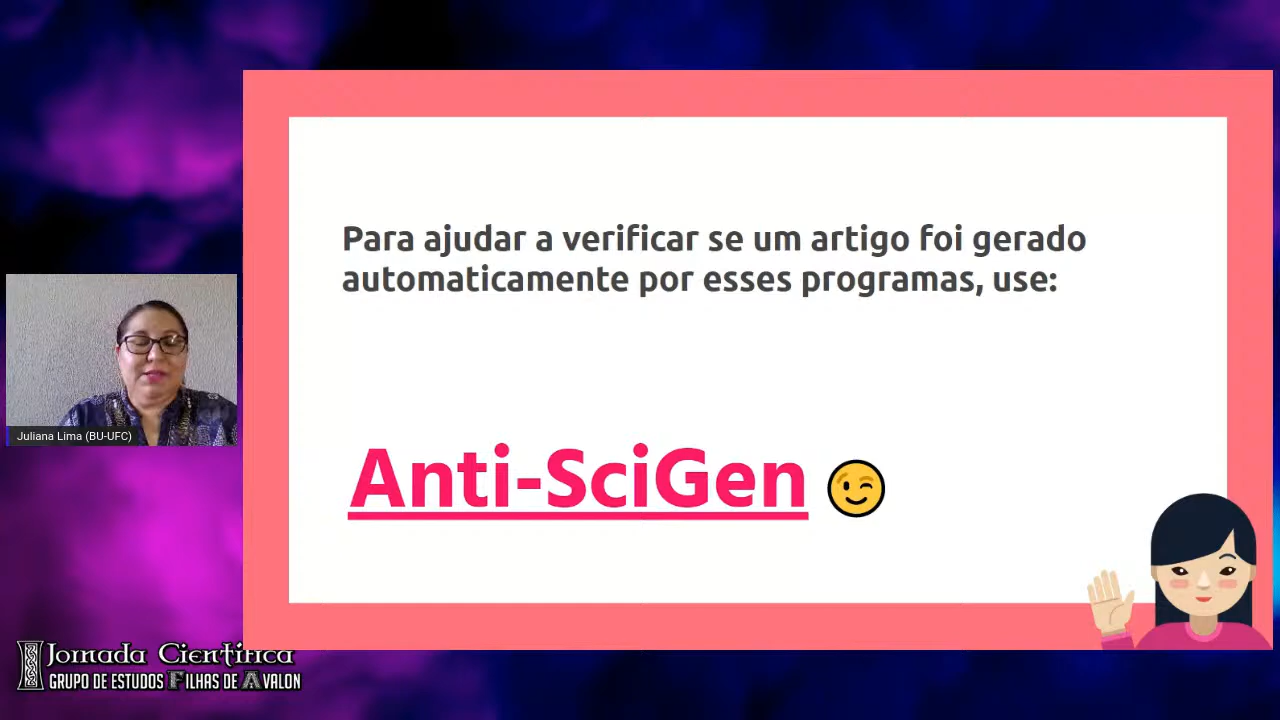 Para ajudar a verificar se um artigo foi gerado
automaticamente por esses programas, use:
Anti-SciGen
Juliana Lima (BU-UFC)
Jornada Científica
GRUPO DE ESTUDOS FILHAS DE AVALON